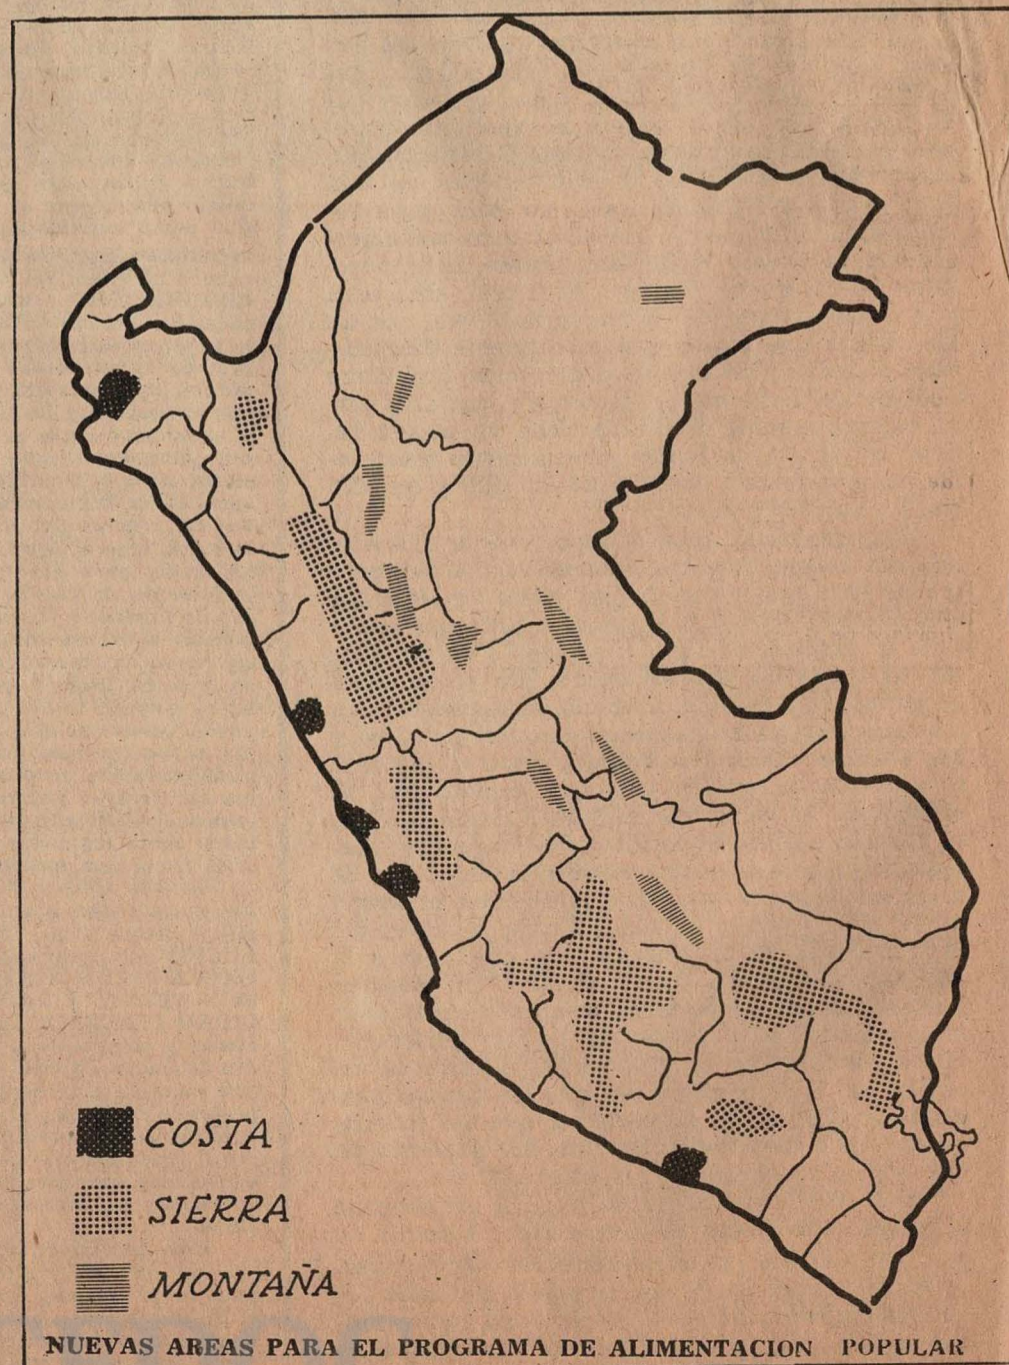 COSTA
SIERRA
MONTAÑA
NUEVAS AREAS PARA EL PROGRAMA DE ALIMENTACION POPULAR